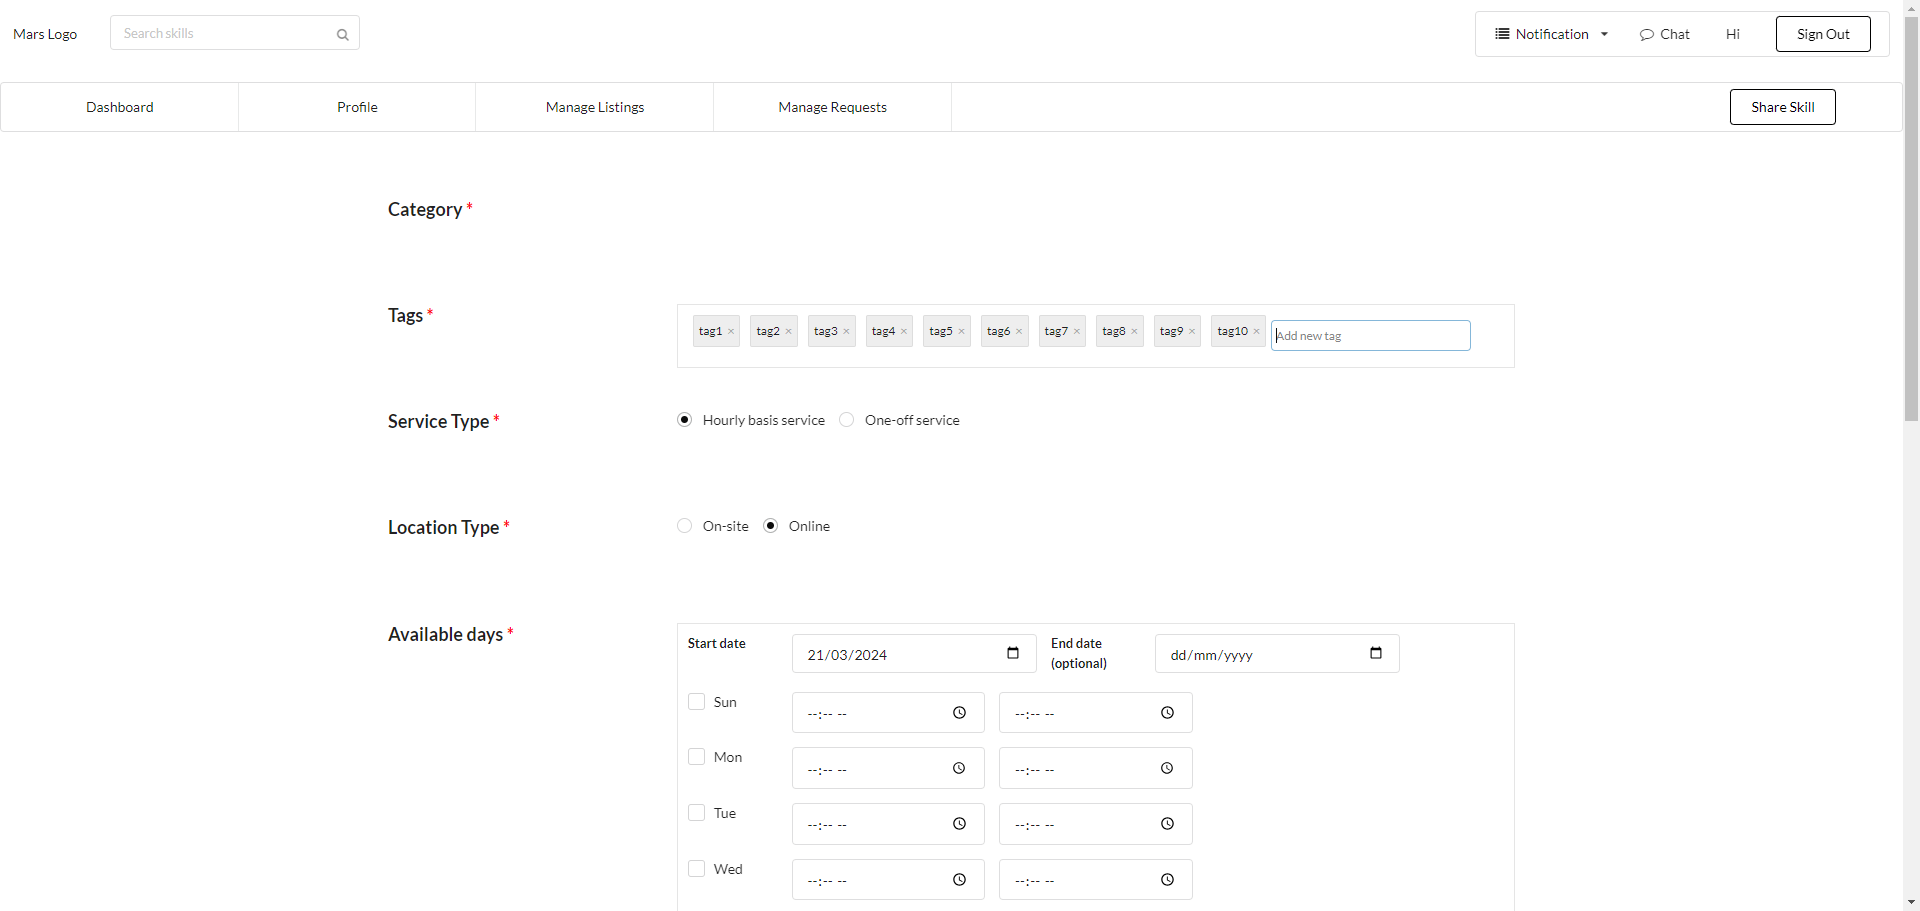 Mars Logo
Search skills
Notification
Chat
Hi
Sign Out
Dashboard
Profile
Manage Listings
Manage Requests
Share Skill
Category *
Tags *
tag1 × tag2 × tag3 × tag4 × tag5 × tag6 × tag7 × tag8 × tag9 × tag10 × Add new tag
Service Type *
Hourly basis service
One-off service
Location Type *
On-site
Online
Available days *
Start date
21/03/2024
End date
(optional)
dd/mm/yyyy
Sun
--:-- --
--:-- --
Mon
--:-- --
--:-- --
Tue
--:-- --
--:-- --
Wed
--:-- --
--:-- --